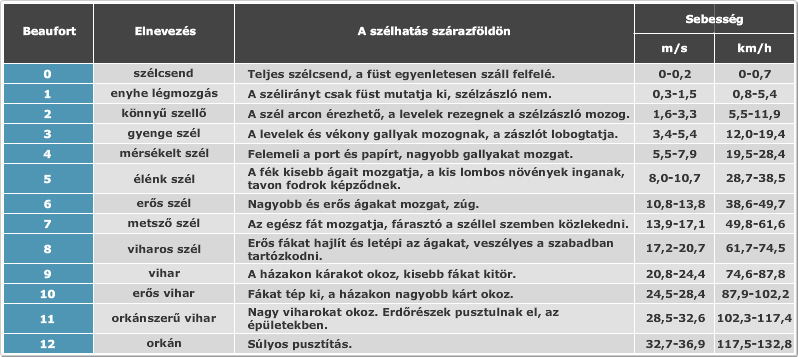 Beaufort Elnevezés A szélhatás szárazföldön Sebesség
m/s km/h
0 szélcsend Teljes szélcsend, a füst egyenletesen száll felfelé. 0-0,2 0-0,7
1 enyhe légmozgás A szélirányt csak füst mutatja ki, szélzászló nem. 0,3-1,5 0,8-5,4
2 könnyű szellő A szél arcon érezhető, a levelek rezegnek a szélzászló mozog. 1,6-3,3 5,5-11,9
3 gyenge szél A levelek és vékony gallyak mozognak, a zászlót lobogtatja. 3,4-5,4 12,0-19,4
4 mérsékelt szél Felemeli a port és papírt, nagyobb gallyakat mozgat. 5,5-7,9 19,5-28,4
5 élénk szél A fék kisebb ágait mozgatja, a kis lombos növények inganak, 8,0-10,7 28,7-38,5
tavon fodrok képződnek.
6 erős szél Nagyobb és erős ágakat mozgat, zúg. 10,8-13,8 38,6-49,7
7 metsző szél Az egész fát mozgatja, fárasztó a széllel szemben közlekedni. 13,9-17,1 49,8-61,6
8 viharos szél Erős fákat hajlít és letépi az ágakat, veszélyes a szabadban 17,2-20,7 61,7-74,5
tartózkodni.
9 vihar A házakon kárakot okoz, kisebb fákat kitör. 20,8-24,4 74,6-87,8
10 erős vihar Fákat tép ki, a házakon nagyobb kárt okoz. 24,5-28,4 87,9-102,2
11 orkánszerű vihar Nagy viharokat okoz. Erdőrészek pusztulnak el, az 28,5-32,6 102,3-117,4
épületekben.
12 orkán Súlyos pusztítás. 32,7-36,9 117,5-132,8